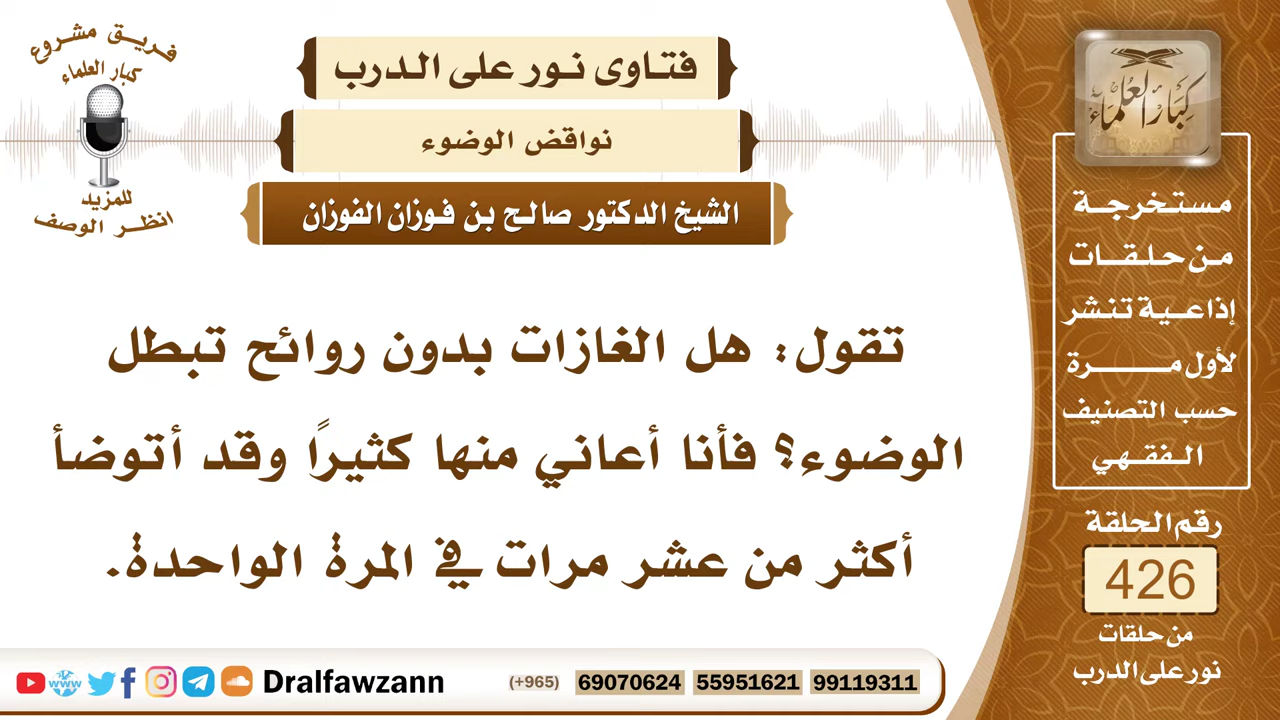 فريق مشروع
كبار العلماء
للمزيد
انظر الوصف
فتاوى نور على الدرب
نواقض الوضوء
الشيخ الدكتور صالح بن فوزان الفوزان
تقول: هل الغازات بدون روائح تبطل
الوضوء؟ فأنا أعاني منها كثيرًا وقد أتوضأ
أكثر من عشر مرات في المرة الواحدة.
كبار العلماء
مستخرجة
من حلقات
إذاعية تنشر
لأول مرة
حسب التصنيف
الفقهي
رقم الحلقة
426
من حلقات
نور على الدرب
www
Dralfawzann
(+965) 69070624 55951621 99119311